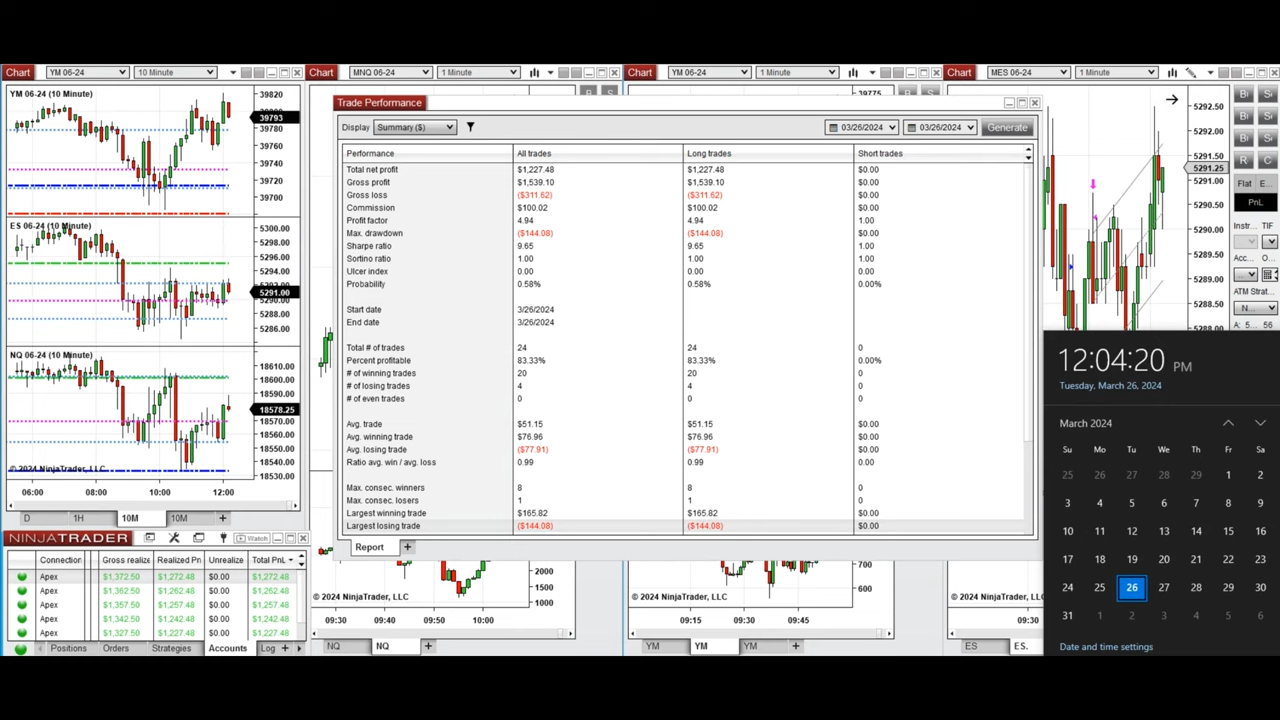 Chart YM 06-24 10 Minute
Chart MNQ 06-24 1 Minute
Chart YM 06-24 1 Minute
Chart MES 06-24 1 Minute
YM 06-24 (10 Minute)
39820
39793
39780
39760
39740
39720
39700
ES 06-24 (10 Minute)
5300.00
5298.00
5294.00
5291.00
5290.00
5288.00
5286.00
NQ 06-24 (10 Minute)
18610.00
18600.00
18590.00
18578.25
18570.00
18560.00
18550.00
18540.00
18530.00
© 2024 NinjaTrader, LLC
06:00 08:00 10:00 12:00
D 1H 10M 10M +
NINJATRADER Watch
Connection Gross realiz Realized Pn Unrealize Total PnL
Apex $1,372.50 $1,272.48 $0.00 $1,272.48
Apex $1,362.50 $1,262.48 $0.00 $1,262.48
Apex $1,357.50 $1,257.48 $0.00 $1,257.48
Apex $1,342.50 $1,242.48 $0.00 $1,242.48
Apex $1,327.50 $1,227.48 $0.00 $1,227.48
Positions Orders Strategies Accounts Log +
39775
Trade Performance
Display Summary ($) 03/26/2024 03/26/2024 Generate
Performance All trades Long trades Short trades
Total net profit $1,227.48 $1,227.48 $0.00
Gross profit $1,539.10 $1,539.10 $0.00
Gross loss ($311.62) ($311.62) $0.00
Commission $100.02 $100.02 $0.00
Profit factor 4.94 4.94 1.00
Max. drawdown ($144.08) ($144.08) $0.00
Sharpe ratio 9.65 9.65 1.00
Sortino ratio 1.00 1.00 1.00
Ulcer index 0.00 0.00 0.00
Probability 0.58% 0.58% 0.00%
Start date 3/26/2024
End date 3/26/2024
Total # of trades 24 24 0
Percent profitable 83.33% 83.33% 0.00%
# of winning trades 20 20 0
# of losing trades 4 4 0
# of even trades 0 0 0
Avg. trade $51.15 $51.15 $0.00
Avg. winning trade $76.96 $76.96 $0.00
Avg. losing trade ($77.91) ($77.91) $0.00
Ratio avg. win / avg. loss 0.99 0.99 0.00
Max. consec. winners 8 8 0
Max. consec. losers 1 1 0
Largest winning trade $165.82 $165.82 $0.00
Largest losing trade ($144.08) ($144.08) $0.00
Report +
2000
1000
© 2024 NinjaTrader, LLC
09:30 09:40 09:50 10:00
NQ NQ +
700
600
© 2024 NinjaTrader, LLC
09:15 09:30 09:45
YM YM YM +
© 2024 NinjaTrader, LLC
09:30
ES ES.
5292.50
5292.00
5291.50
5291.25
5291.00
5290.50
5290.00
5289.00
5288.50
5288.00
Flat E...
PnL
Instr... TIF
Acc... O...
ATM Strat...
N...
A: 5... 56
12:04:20 PM
Tuesday, March 26, 2024
March 2024
Su Mo Tu We Th Fr Sa
25 26 27 28 29 1 2
3 4 5 6 7 8 9
10 11 12 13 14 15 16
17 18 19 20 21 22 23
24 25 26 27 28 29 30
31 1 2 3 4 5 6
Date and time settings